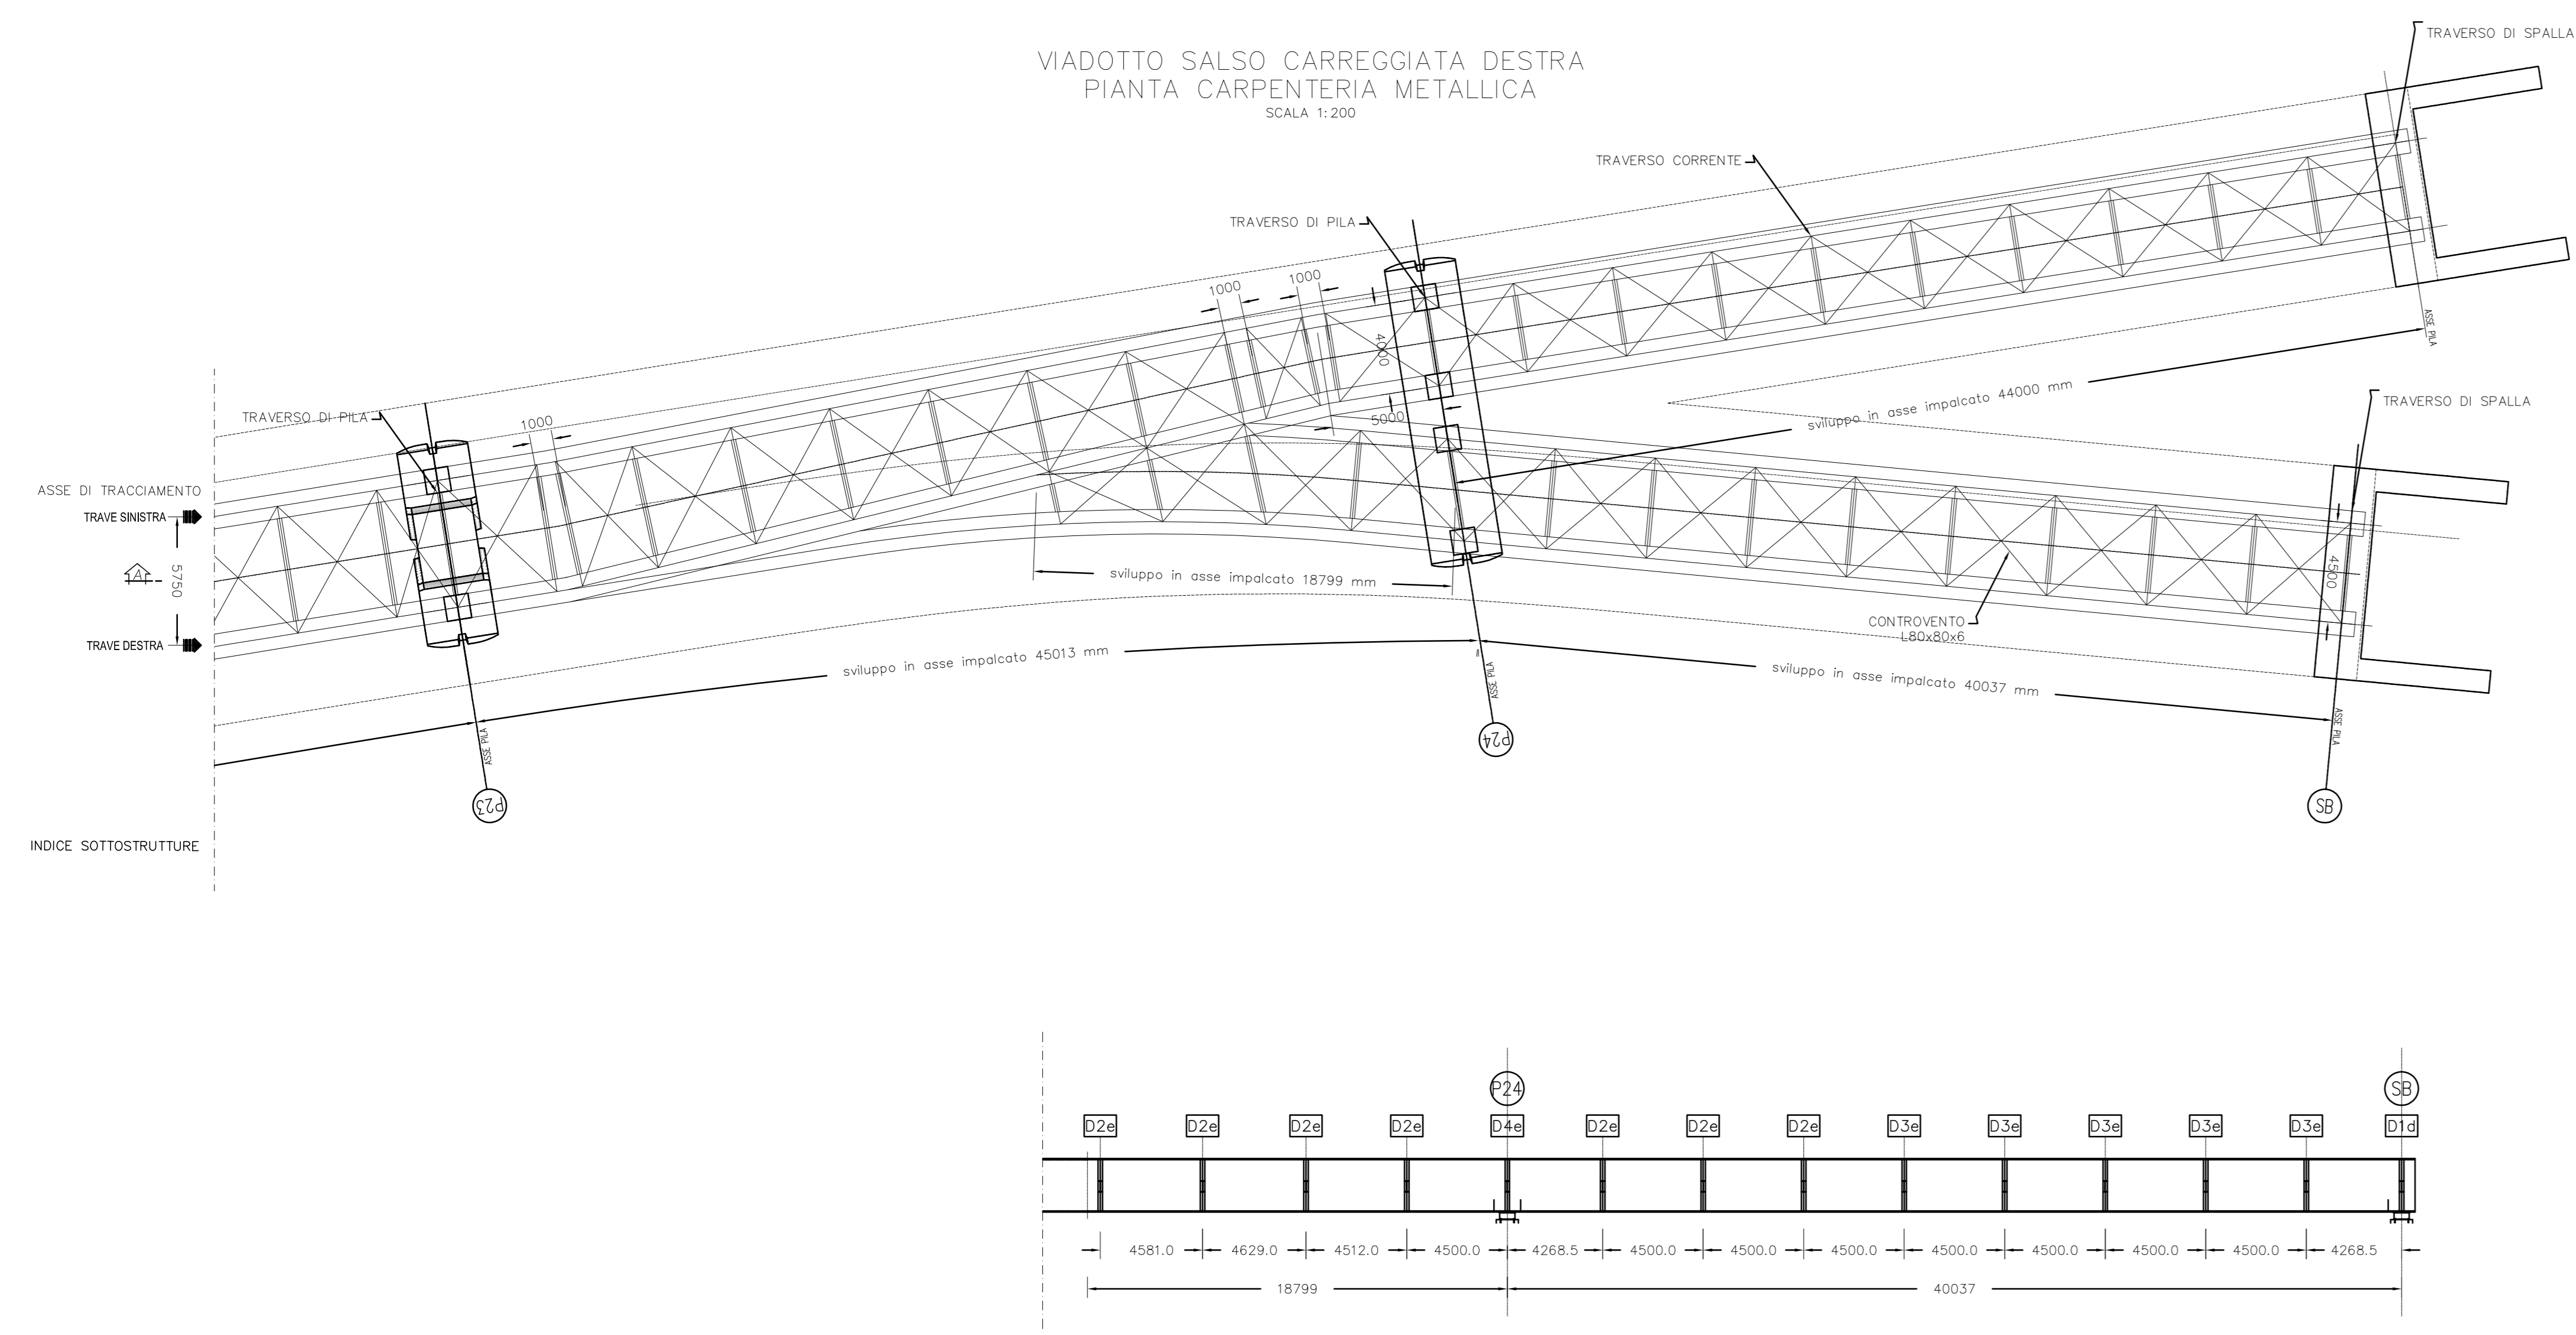 VIADOTTO SALSO CARREGGIATA DESTRA
PIANTA CARPENTERIA METALLICA
SCALA 1:200
TRAVERSO DI SPALLA
TRAVERSO CORRENTE
TRAVERSO DI PILA
1000
1000
4000
5000
ASSE PILA
sviluppo in asse impalcato 44000 mm
TRAVERSO DI SPALLA
TRAVERSO DI PILA
1000
ASSE DI TRACCIAMENTO
TRAVE SINISTRA
A
5750
TRAVE DESTRA
4500
sviluppo in asse impalcato 18799 mm
CONTROVENTO
L80x80x6
sviluppo in asse impalcato 45013 mm
sviluppo in asse impalcato 40037 mm
ASSE PILA
ASSE PILA
ASSE PILA
P23
P24
SB
INDICE SOTTOSTRUTTURE
P24
SB
D2e D2e D2e D2e D4e D2e D2e D2e D3e D3e D3e D3e D3e D1d
4581.0 4629.0 4512.0 4500.0 4268.5 4500.0 4500.0 4500.0 4500.0 4500.0 4500.0 4500.0 4268.5
18799 40037